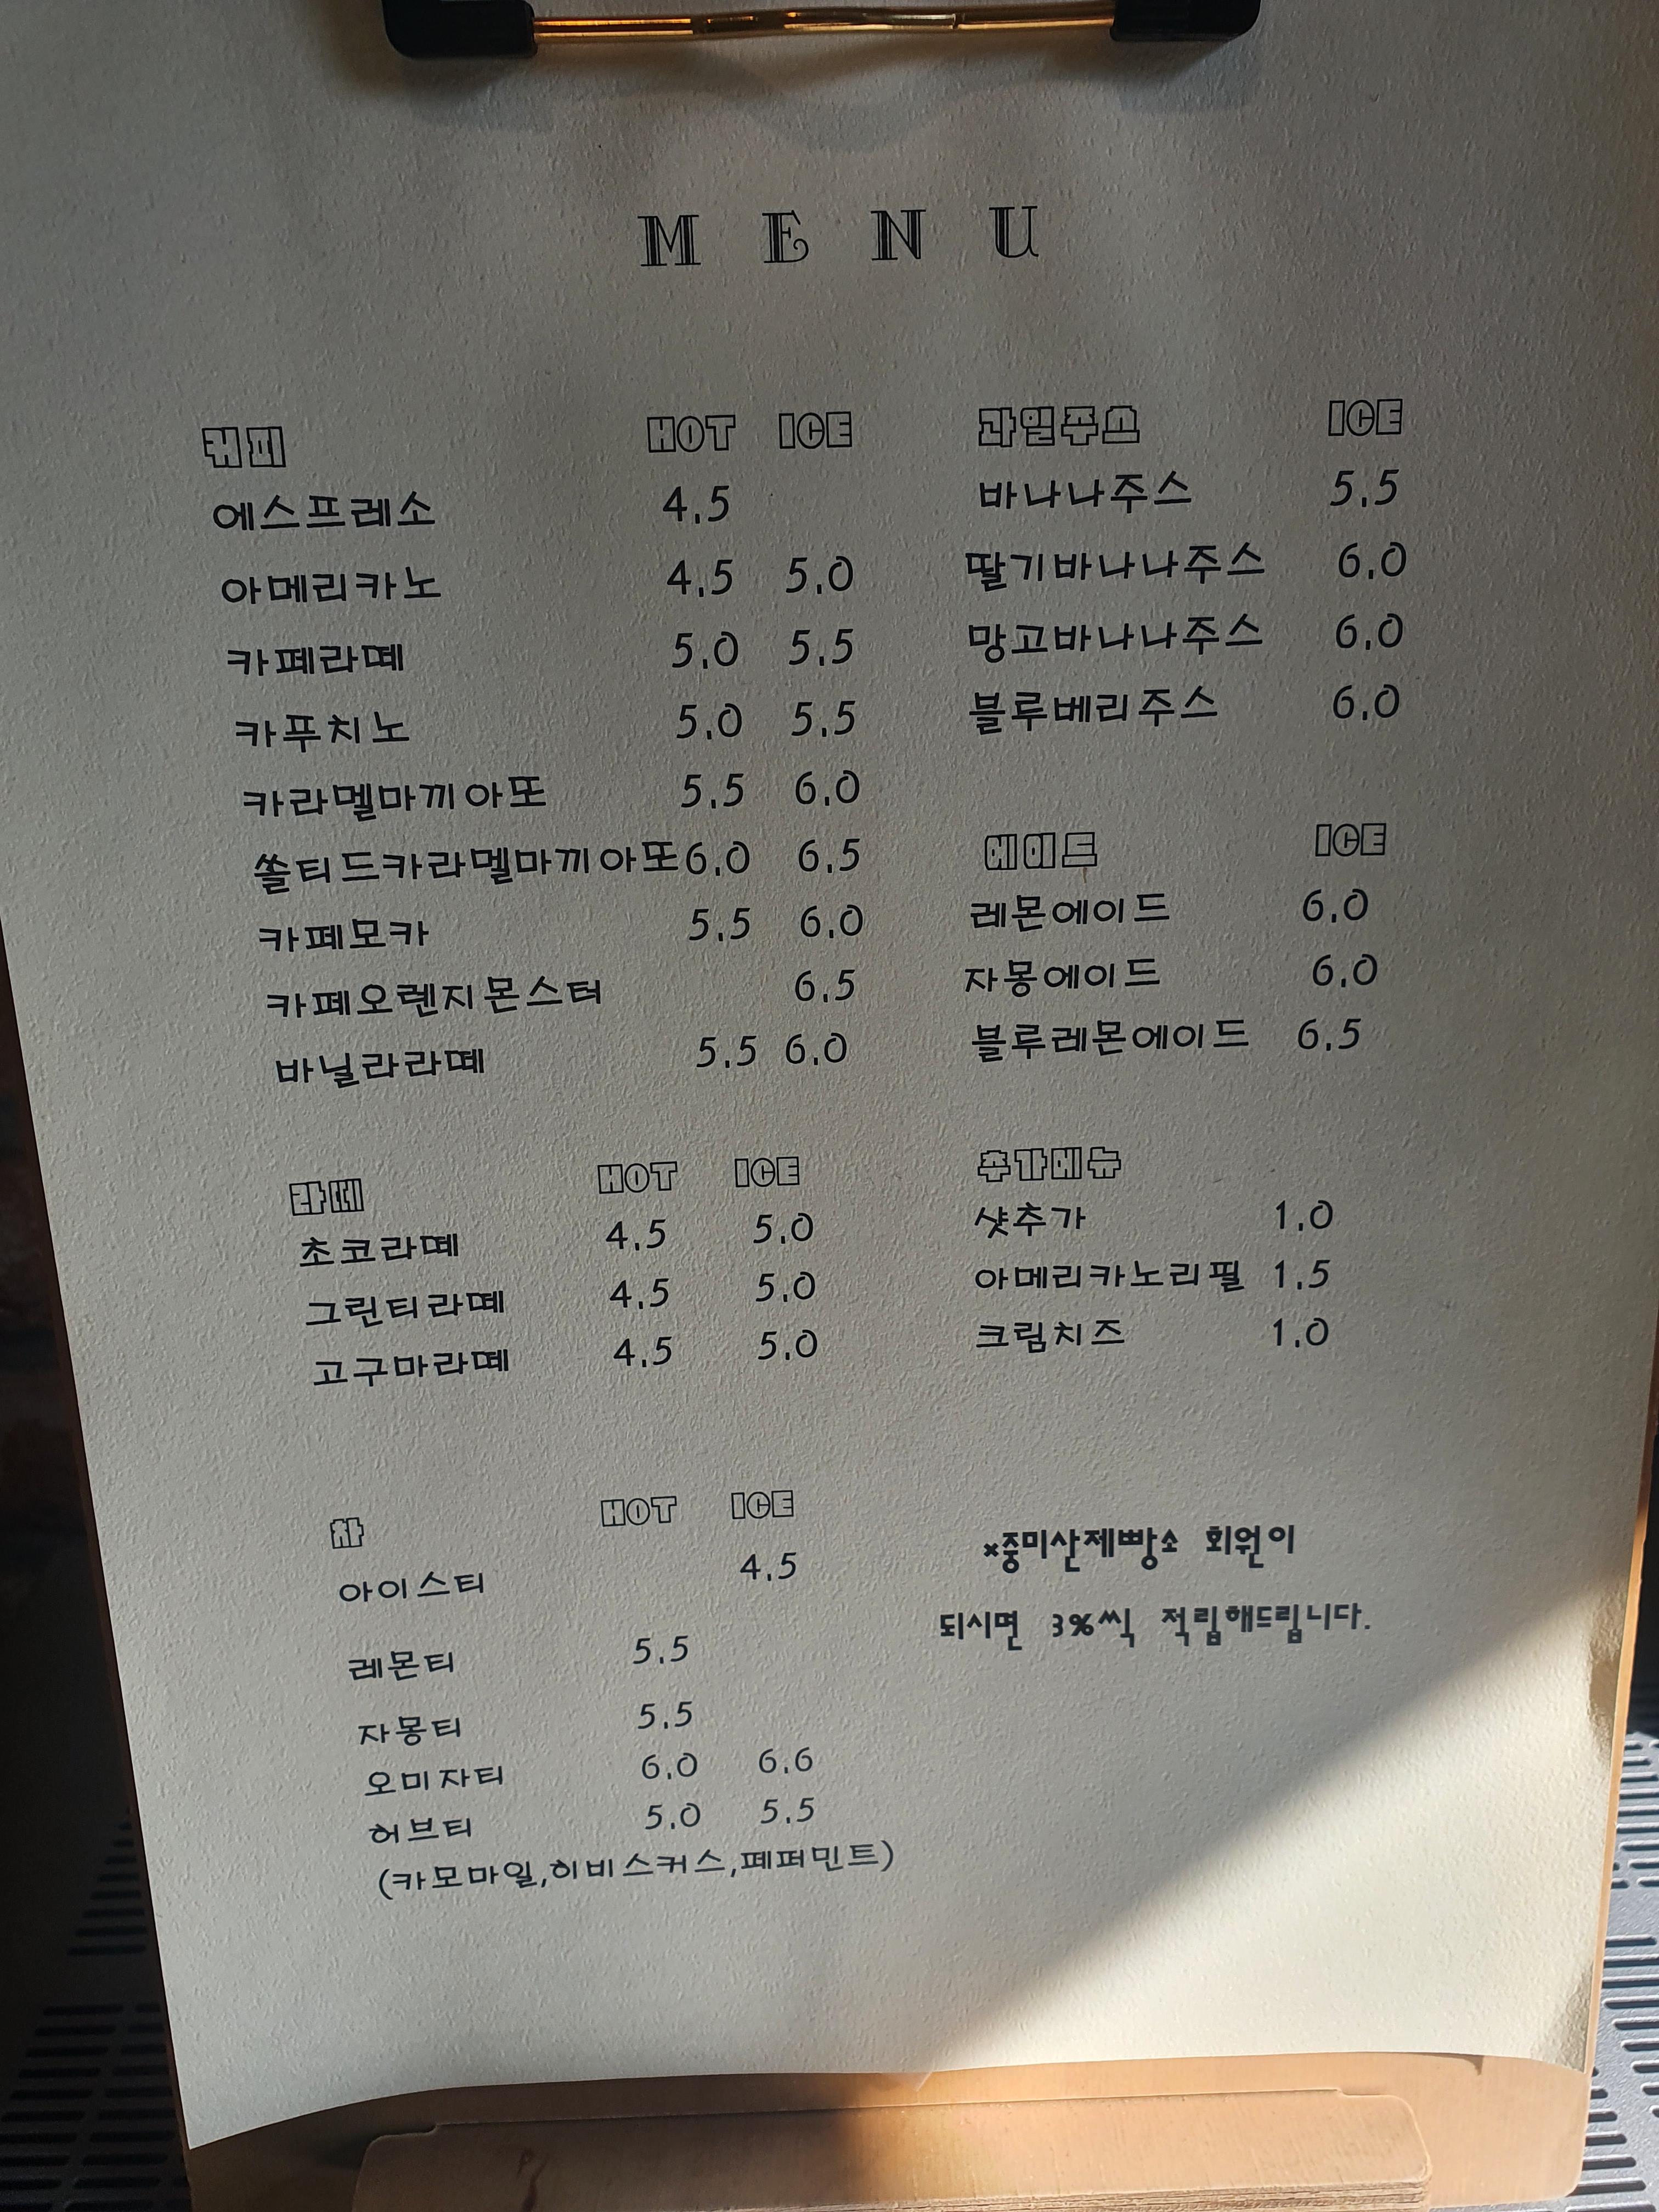 MENU
커피 HOT ICE
에스프레소 4.5
아메리카노 4.5 5.0
카페라떼 5.0 5.5
카푸치노 5.0 5.5
카라멜마끼아또 5.5 6.0
쏠티드카라멜마끼아또 6.0 6.5
카페모카 5.5 6.0
카페오렌지몬스터 6.5
바닐라라떼 5.5 6.0
라떼 HOT ICE
초코라떼 4.5 5.0
그린티라떼 4.5 5.0
고구마라떼 4.5 5.0
차 HOT ICE
아이스티 4.5
레몬티 5.5
자몽티 5.5
오미자티 6.0 6.6
허브티 5.0 5.5
(카모마일,히비스커스,페퍼민트)
과일쥬스 ICE
바나나주스 5.5
딸기바나나주스 6.0
망고바나나주스 6.0
블루베리주스 6.0
에이드 ICE
레몬에이드 6.0
자몽에이드 6.0
블루레몬에이드 6.5
추가메뉴
샷추가 1.0
아메리카노리필 1.5
크림치즈 1.0
*중미산제빵소 회원이
되시면 3%씩 적립해드립니다.